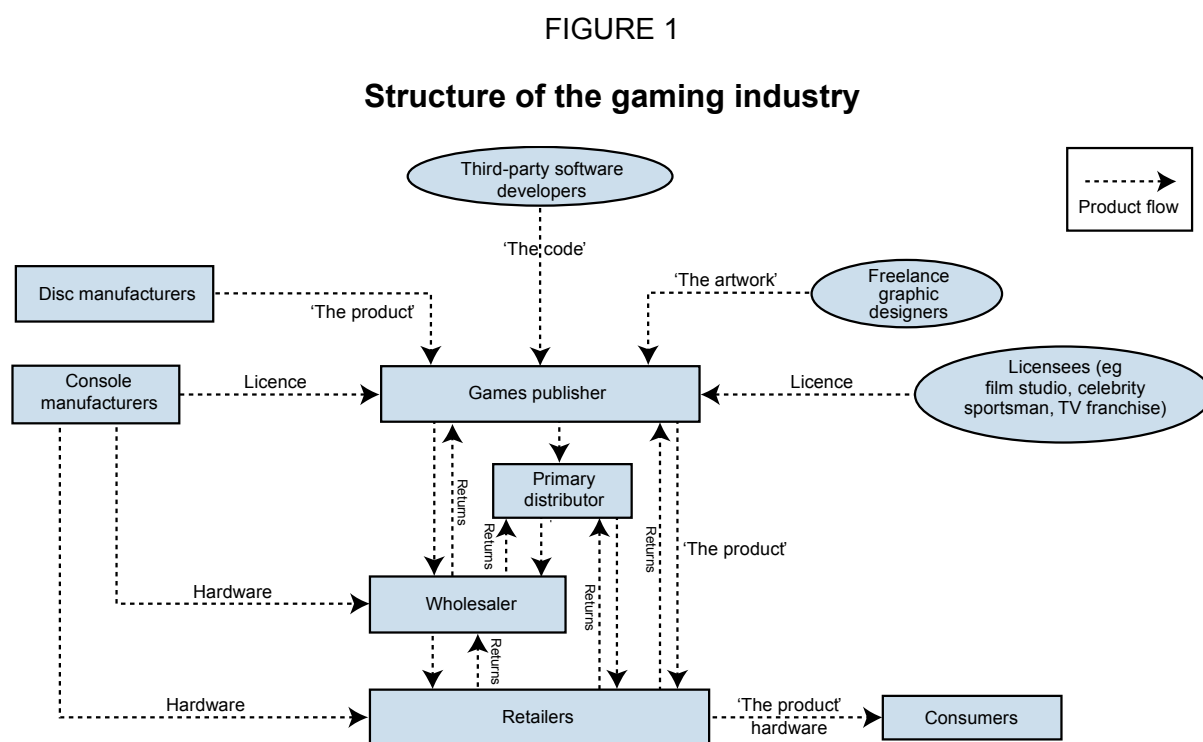 FIGURE 1
Structure of the gaming industry
Third-party software
developers
Product flow
'The code'
Disc manufacturers
'The product'
'The artwork'
Freelance
graphic
designers
Console
manufacturers
Licence
Games publisher
Licence
Licensees (eg
film studio, celebrity
sportsman, TV franchise)
Primary
distributor
Returns
Returns
Returns
Returns
'The product'
Hardware
Wholesaler
Returns
Hardware
Retailers
'The product'
hardware
Consumers